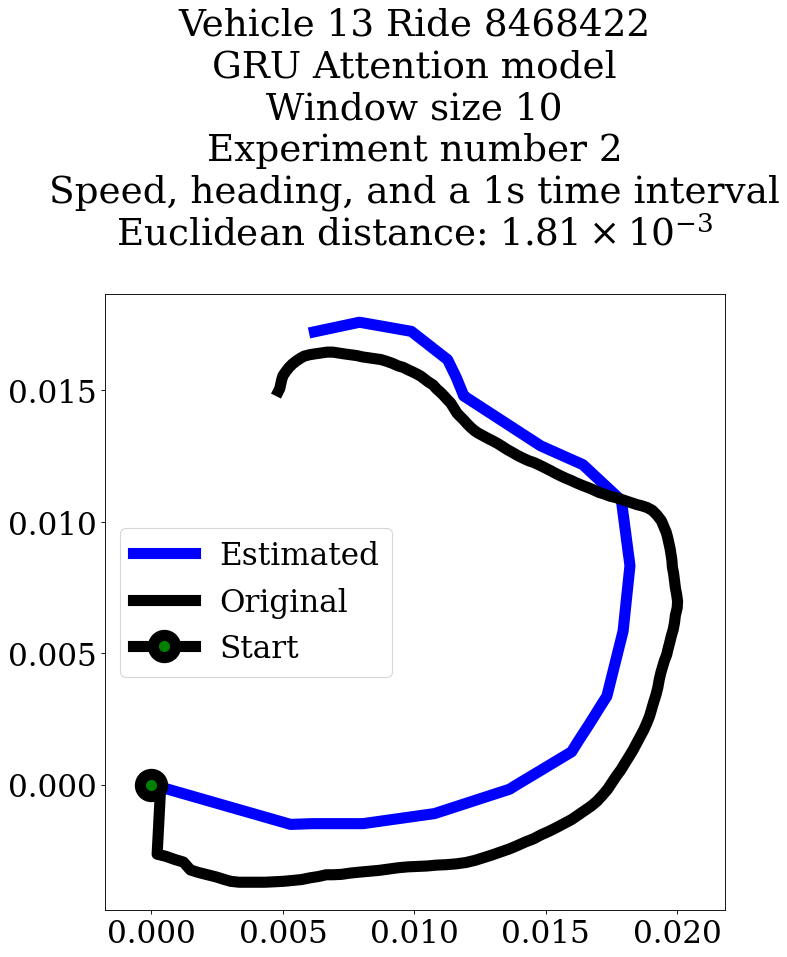 Vehicle 13 Ride 8468422
GRU Attention model
Window size 10
Experiment number 2
Speed, heading, and a 1s time interval
Euclidean distance: 1.81 × 10⁻³
0.015
0.010
0.005
0.000
Estimated
Original
Start
0.000 0.005 0.010 0.015 0.020